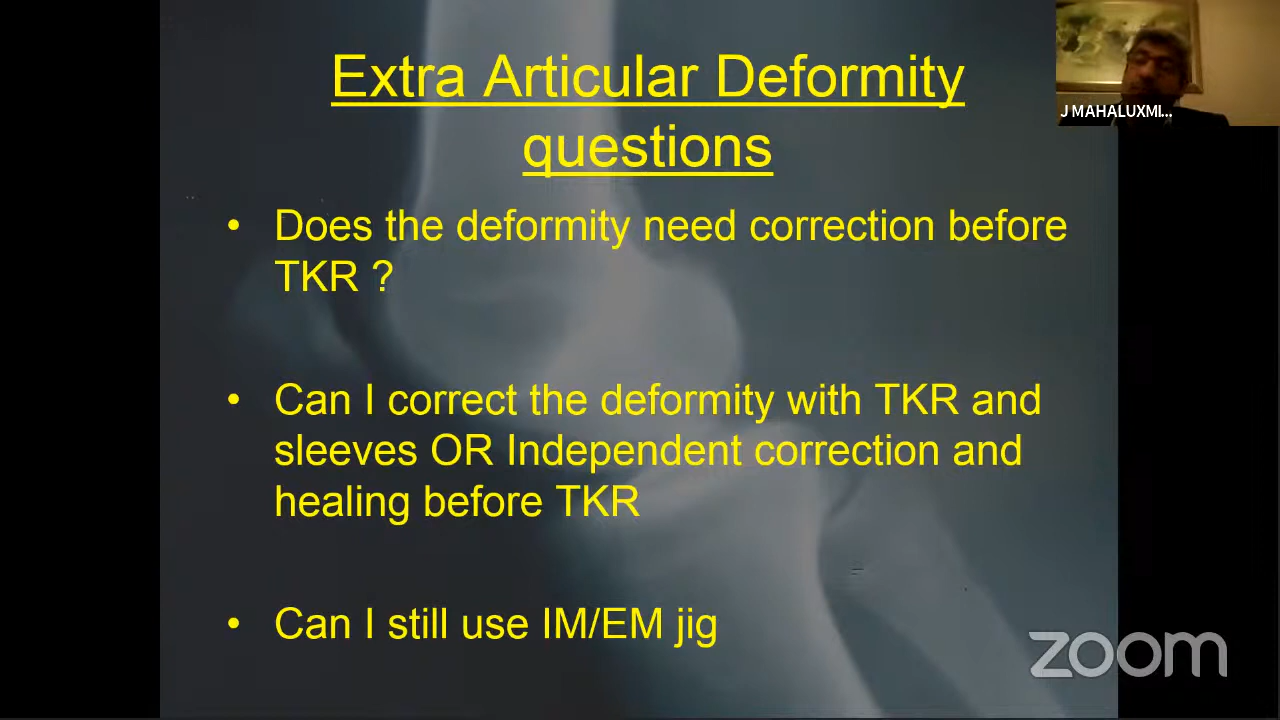 Extra Articular Deformity
questions
J MAHALUXMI...
• Does the deformity need correction before
TKR ?
• Can I correct the deformity with TKR and
sleeves OR Independent correction and
healing before TKR
• Can I still use IM/EM jig
zoom